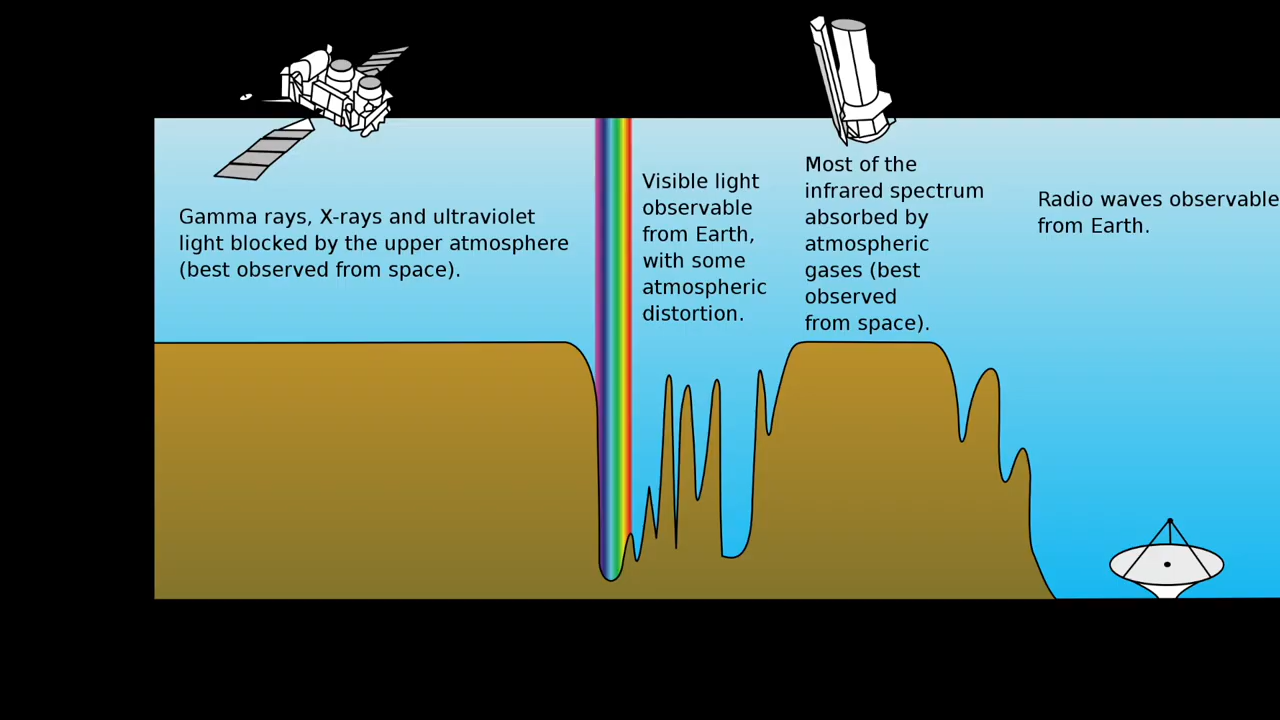 Gamma rays, X-rays and ultraviolet
light blocked by the upper atmosphere
(best observed from space).
Visible light
observable
from Earth,
with some
atmospheric
distortion.
Most of the
infrared spectrum
absorbed by
atmospheric
gases (best
observed
from space).
Radio waves observable
from Earth.